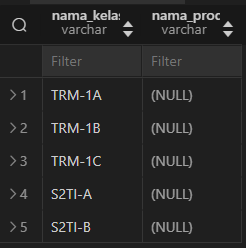 nama_kelas nama_prod
varchar varchar
Filter Filter
1 TRM-1A (NULL)
2 TRM-1B (NULL)
3 TRM-1C (NULL)
4 S2TI-A (NULL)
5 S2TI-B (NULL)